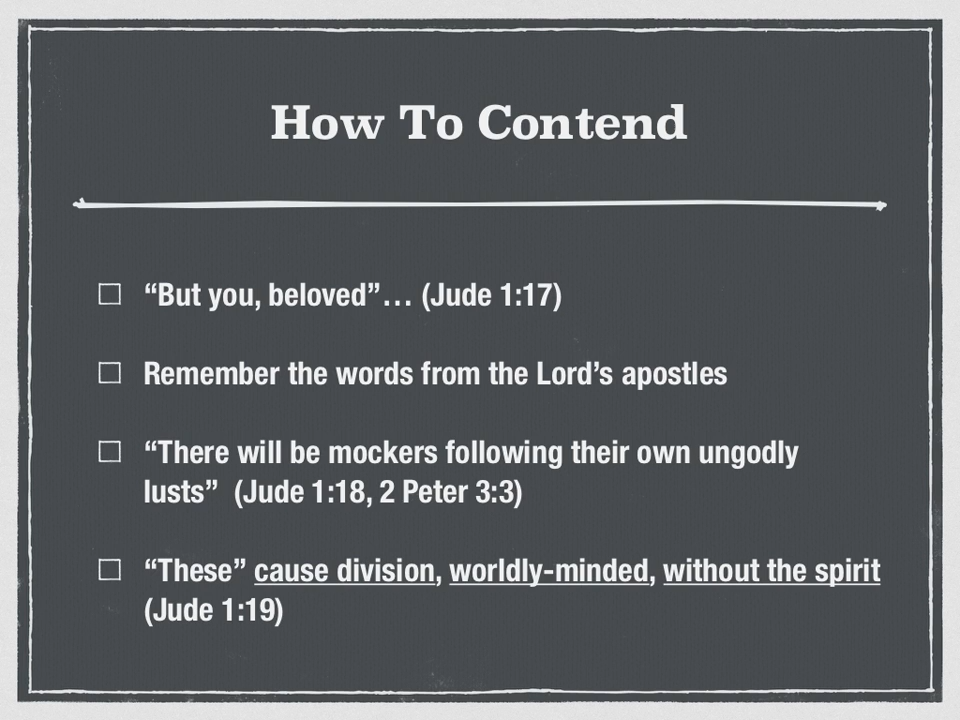 How To Contend
“But you, beloved”… (Jude 1:17)
Remember the words from the Lord’s apostles
“There will be mockers following their own ungodly
lusts”  (Jude 1:18, 2 Peter 3:3)
“These” cause division, worldly-minded, without the spirit
(Jude 1:19)